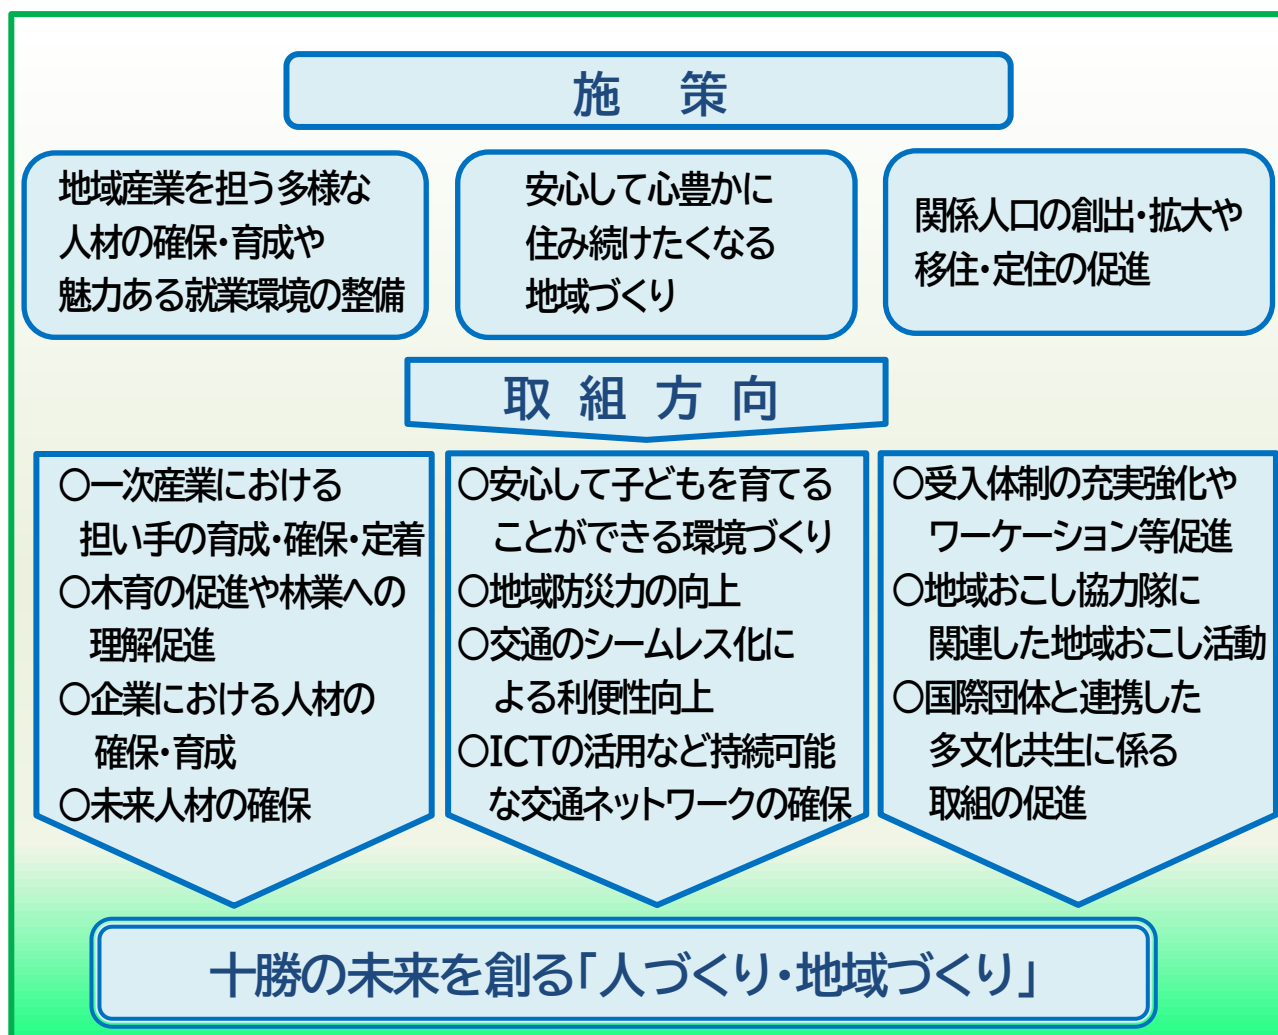 施　策
地域産業を担う多様な
人材の確保・育成や
魅力ある就業環境の整備
安心して心豊かに
住み続けたくなる
地域づくり
関係人口の創出・拡大や
移住・定住の促進
取 組 方 向
○一次産業における
担い手の育成・確保・定着
○木育の促進や林業への
理解促進
○企業における人材の
確保・育成
○未来人材の確保
○安心して子どもを育てる
ことができる環境づくり
○地域防災力の向上
○交通のシームレス化に
よる利便性向上
○ICTの活用など持続可能
な交通ネットワークの確保
○受入体制の充実強化や
ワーケーション等促進
○地域おこし協力隊に
関連した地域おこし活動
○国際団体と連携した
多文化共生に係る
取組の促進
十勝の未来を創る「人づくり・地域づくり」